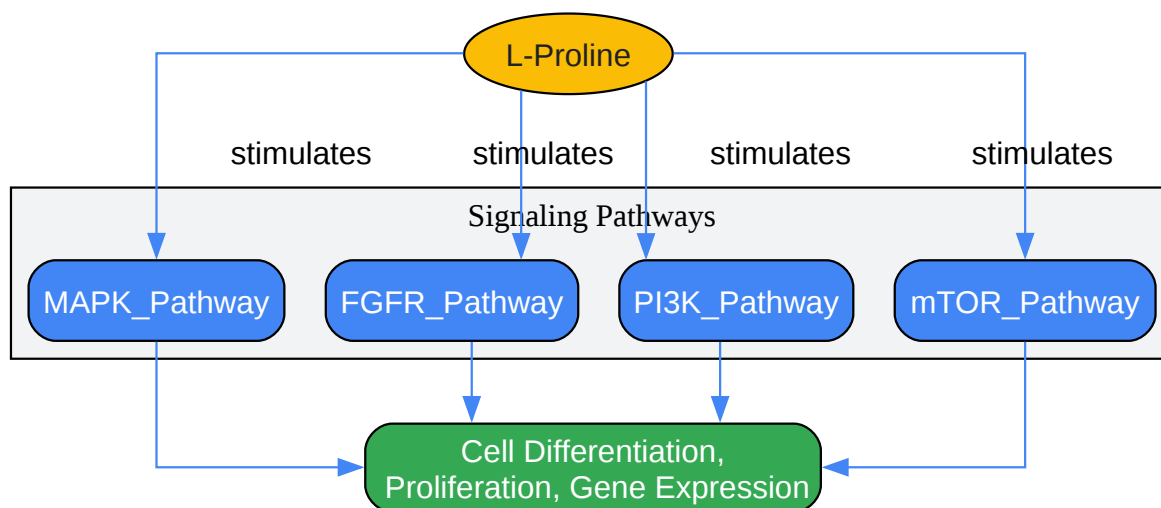 L-Proline
stimulates stimulates stimulates stimulates
Signaling Pathways
MAPK_Pathway FGFR_Pathway PI3K_Pathway mTOR_Pathway
Cell Differentiation,
Proliferation, Gene Expression